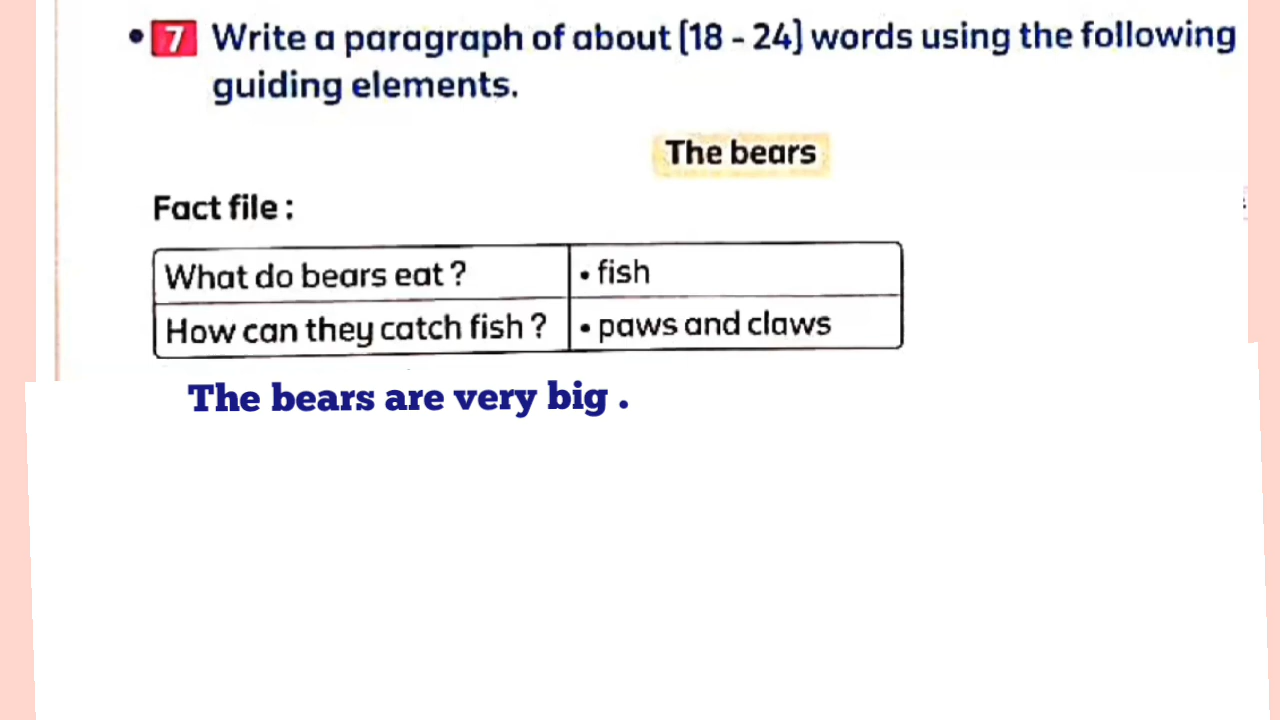 • 7 Write a paragraph of about (18 - 24) words using the following
guiding elements.
The bears
Fact file :
What do bears eat ? • fish
How can they catch fish ? • paws and claws
The bears are very big .